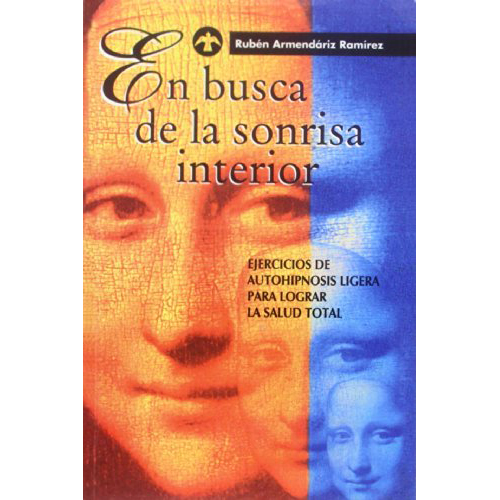 Rubén Armendáriz Ramírez
En busca
de la sonrisa
interior
EJERCICIOS DE
AUTOHIPNOSIS LIGERA
PARA LOGRAR
LA SALUD TOTAL